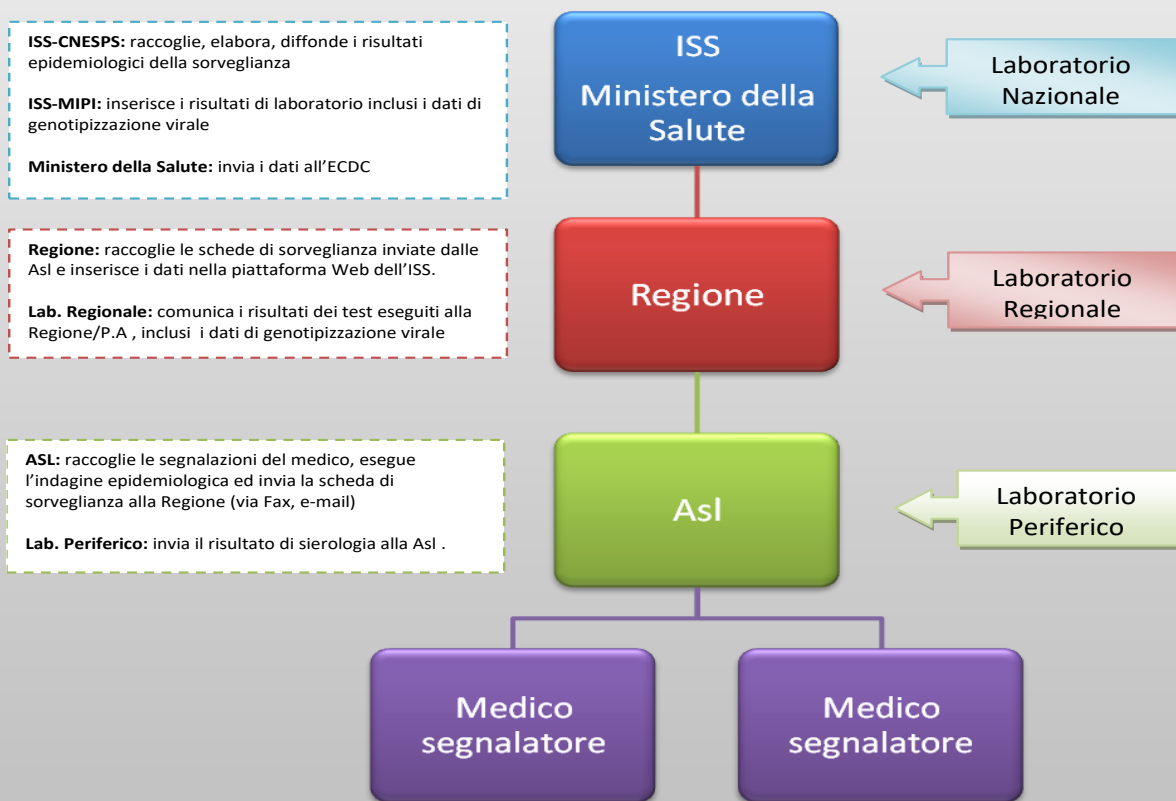 ISS-CNESPS: raccoglie, elabora, diffonde i risultati
epidemiologici della sorveglianza
ISS-MIPI: inserisce i risultati di laboratorio inclusi i dati di
genotipizzazione virale
Ministero della Salute: invia i dati all'ECDC
ISS
Ministero della
Salute
Laboratorio
Nazionale
Regione: raccoglie le schede di sorveglianza inviate dalle
Asl e inserisce i dati nella piattaforma Web dell'ISS.
Lab. Regionale: comunica i risultati dei test eseguiti alla
Regione/P.A , inclusi i dati di genotipizzazione virale
Regione
Laboratorio
Regionale
ASL: raccoglie le segnalazioni del medico, esegue
l'indagine epidemiologica ed invia la scheda di
sorveglianza alla Regione (via Fax, e-mail)
Lab. Periferico: invia il risultato di sierologia alla Asl .
Asl
Laboratorio
Periferico
Medico
segnalatore
Medico
segnalatore